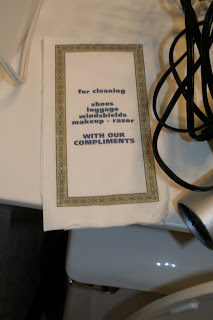 for cleaning
shoes
luggage
windshields
makeup - razor
WITH OUR
COMPLIMENTS